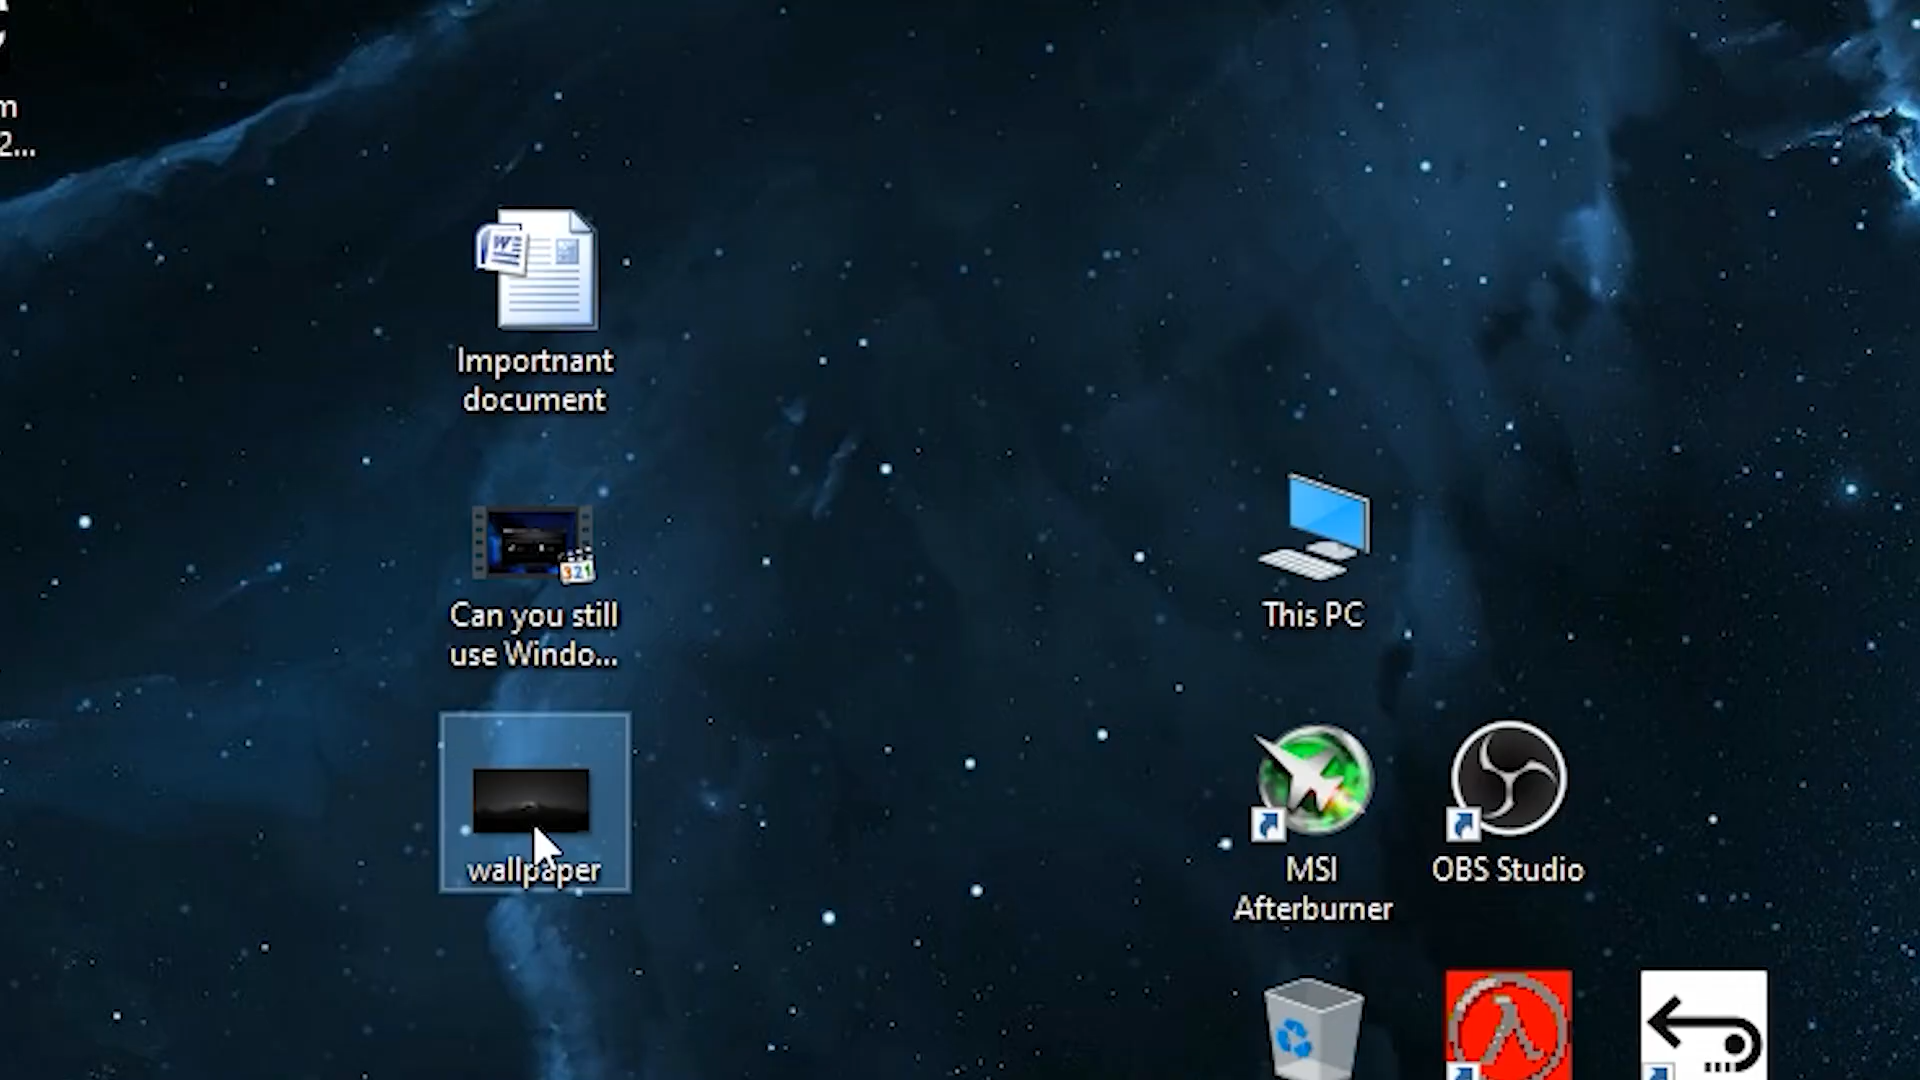 m
2...
Importnant
document
Can you still
use Windo...
This PC
wallpaper
MSI
Afterburner
OBS Studio